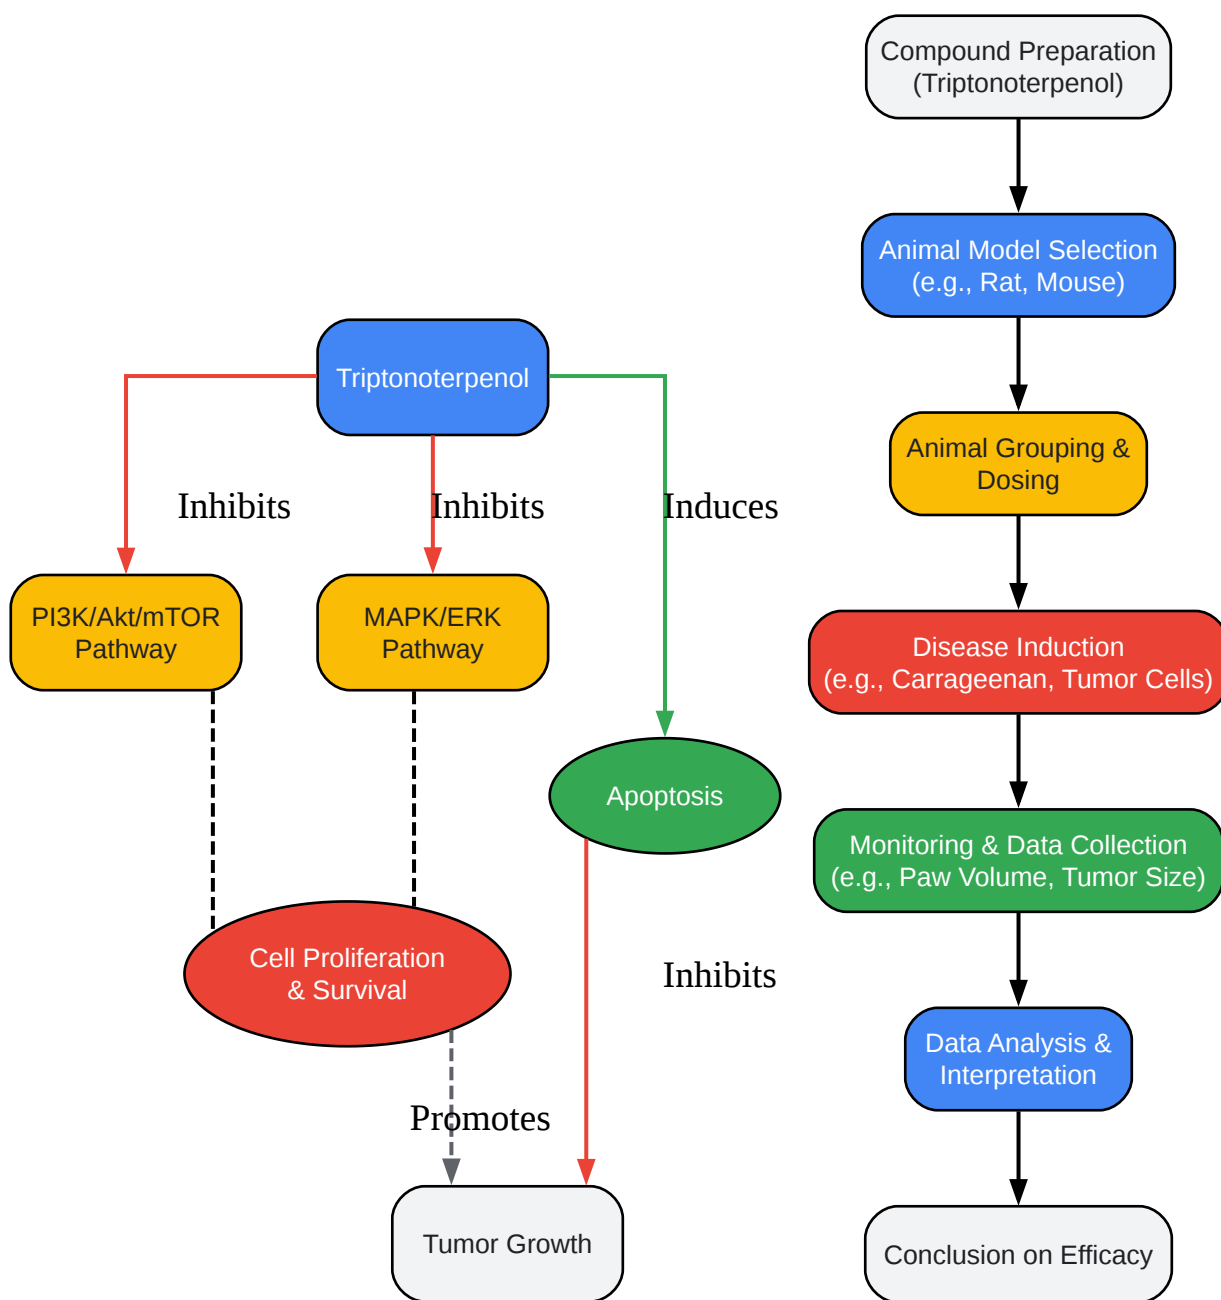 Triptonoterpenol
Inhibits
Inhibits
Induces
PI3K/Akt/mTOR
Pathway
MAPK/ERK
Pathway
Apoptosis
Cell Proliferation
& Survival
Inhibits
Promotes
Tumor Growth
Compound Preparation
(Triptonoterpenol)
Animal Model Selection
(e.g., Rat, Mouse)
Animal Grouping &
Dosing
Disease Induction
(e.g., Carrageenan, Tumor Cells)
Monitoring & Data Collection
(e.g., Paw Volume, Tumor Size)
Data Analysis &
Interpretation
Conclusion on Efficacy